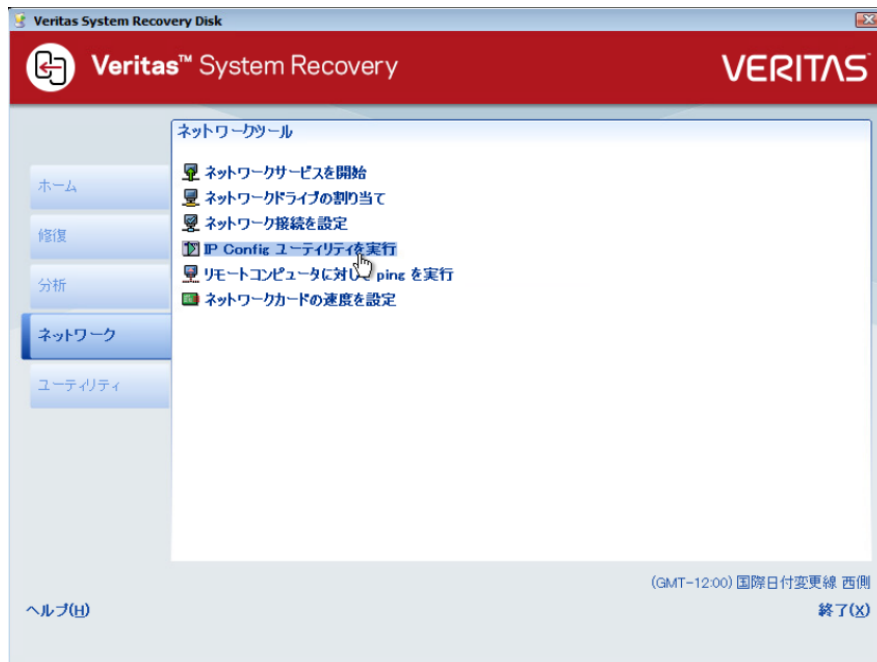 Veritas System Recovery Disk
Veritas™ System Recovery
VERITAS
ネットワークツール
ホーム
修復
分析
ネットワーク
ユーティリティ
ネットワークサービスを開始
ネットワークドライブの割り当て
ネットワーク接続を設定
IP Config ユーティリティを実行
リモートコンピュータに対して ping を実行
ネットワークカードの速度を設定
(GMT-12:00) 国際日付変更線 西側
ヘルプ(H)
終了(X)